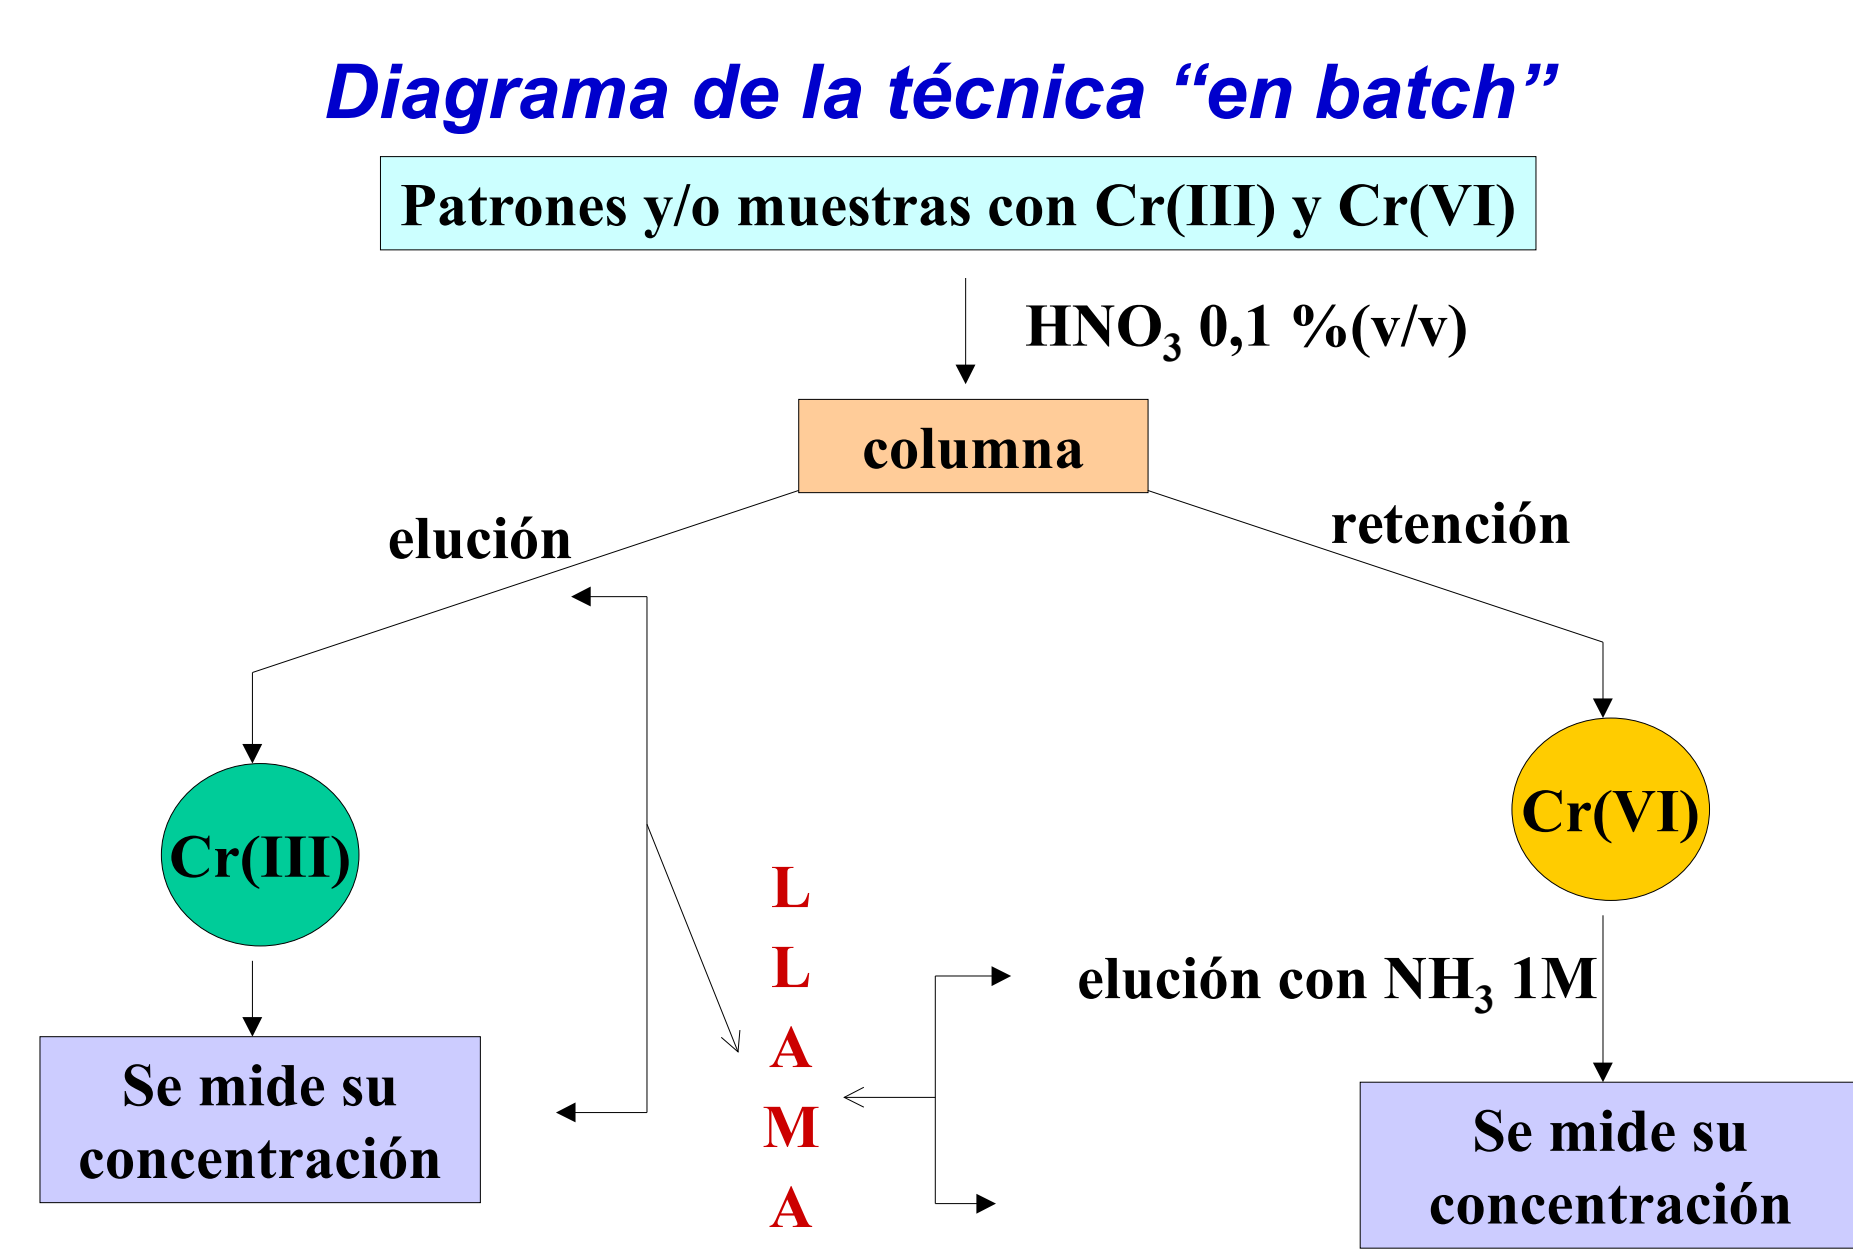 Diagrama de la técnica “en batch”
Patrones y/o muestras con Cr(III) y Cr(VI)
HNO₃ 0,1 %(v/v)
columna
elución
retención
Cr(III)
Cr(VI)
L
L
A
M
A
elución con NH₃ 1M
Se mide su
concentración
Se mide su
concentración